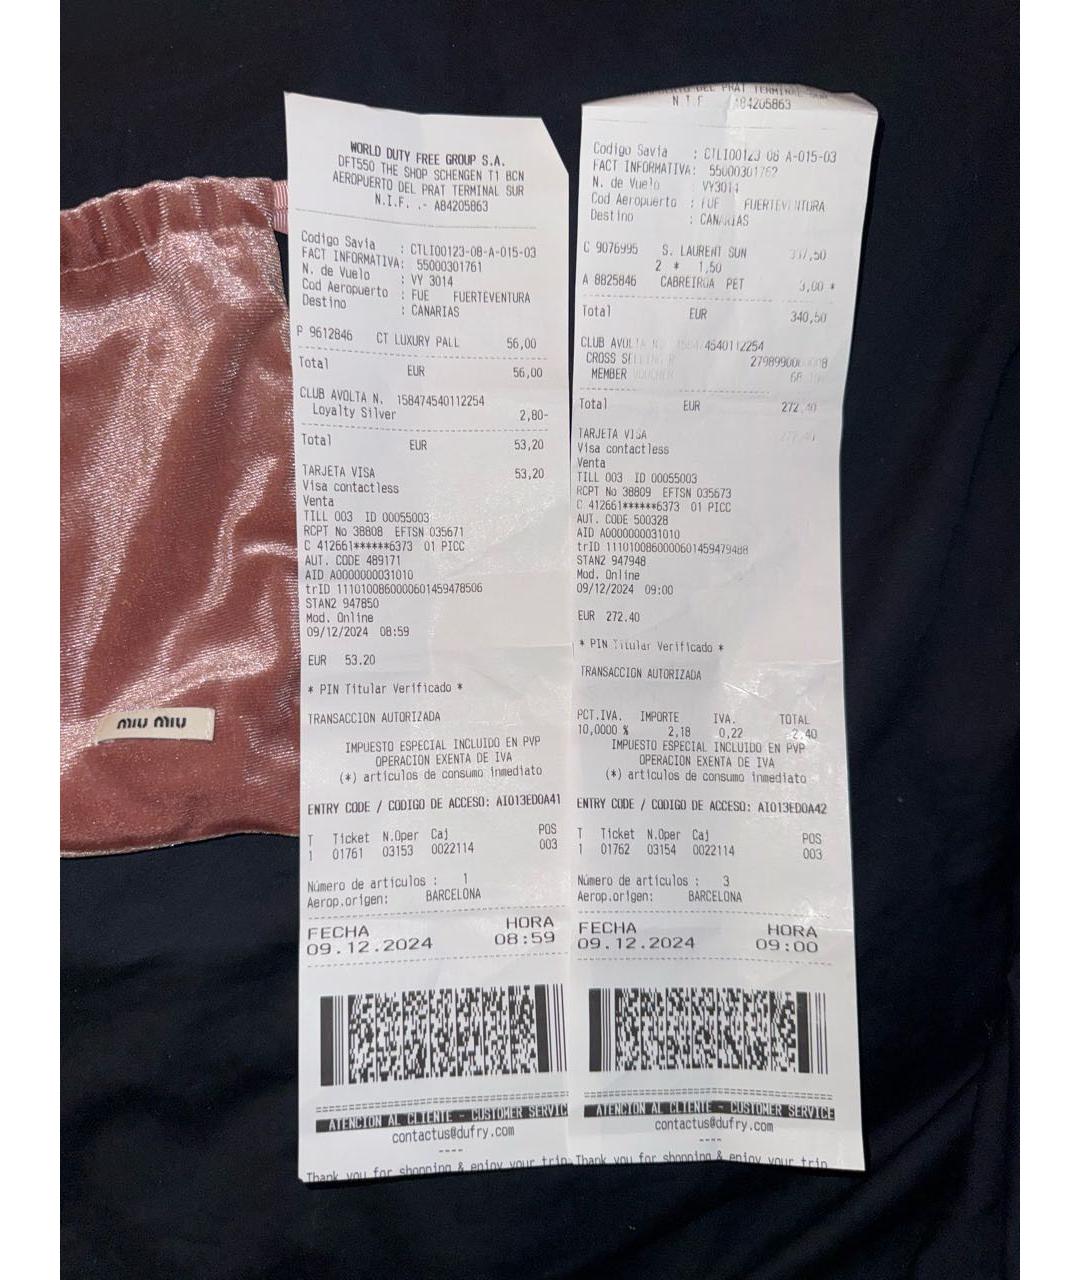 miu miu
WORLD DUTY FREE GROUP S.A.
DFT550 THE SHOP SCHENGEN T1 BCN
AEROPUERTO DEL PRAT TERMINAL SUR
N.I.F. .- A84205863
Codigo Savia : CTLI00123-08-A-015-03
FACT INFORMATIVA: 55000301761
N. de Vuelo : VY 3014
Cod Aeropuerto : FUE FUERTEVENTURA
Destino : CANARIAS
P 9612846 CT LUXURY PALL 56,00
Total EUR 56,00
CLUB AVOLTA N. 158474540112254
Loyalty Silver 2,80-
Total EUR 53,20
TARJETA VISA 53,20
Visa contactless
Venta
TILL 003 ID 00055003
RCPT No 38808 EFTSN 035671
C 412661******6373 01 PICC
AUT. CODE 489171
AID A0000000031010
trID 1110100860000601459478506
STAN2 947850
Mod. Online
09/12/2024 08:59
EUR 53.20
* PIN Titular Verificado *
TRANSACCION AUTORIZADA
IMPUESTO ESPECIAL INCLUIDO EN PVP
OPERACION EXENTA DE IVA
(*) articulos de consumo inmediato
ENTRY CODE / CODIGO DE ACCESO: AI013ED0A41
T Ticket N.Oper Caj POS
1 01761 03153 0022114 003
Número de articulos : 1
Aerop.origen: BARCELONA
FECHA HORA
09.12.2024 08:59
ATENCION AL CLIENTE - CUSTOMER SERVIC
contactus@dufry.com
----
Thank you for shopping & enjoy your trip
DEL PRAT TERMINAL
N.I.F A84205863
Codigo Savia : CTLI00123 08 A-015-03
FACT INFORMATIVA: 55000301762
N. de Vuelo : VY3014
Cod Aeropuerto : FUE FUERTEVENTURA
Destino : CANARIAS
C 9076995 S. LAURENT SUN 337,50
2 * 1,50
A 8825846 CABREIROA PET 3,00 *
Total EUR 340,50
CLUB AVOLTA N. 158474540112254
CROSS
MEMBER VOUCHER
Total EUR 272,40
TARJETA VISA 272,40
Visa contactless
Venta
TILL 003 ID 00055003
RCPT No 38809 EFTSN 035673
C 412661******6373 01 PICC
AUT. CODE 500328
AID A0000000031010
trID 1110100860000601459479488
STAN2 947948
Mod. Online
09/12/2024 09:00
EUR 272.40
* PIN Titular Verificado *
TRANSACCION AUTORIZADA
PCT.IVA. IMPORTE IVA. TOTAL
10,0000 % 2,18 0,22 2,40
IMPUESTO ESPECIAL INCLUIDO EN PVP
OPERACION EXENTA DE IVA
(*) articulos de consumo inmediato
ENTRY CODE / CODIGO DE ACCESO: AI013ED0A42
T Ticket N.Oper Caj POS
1 01762 03154 0022114 003
Número de articulos : 3
Aerop.origen: BARCELONA
FECHA HORA
09.12.2024 09:00
ATENCION AL CLIENTE - CUSTOMER SERVICE
contactus@dufry.com
----
Thank you for shopping & enjoy your trip